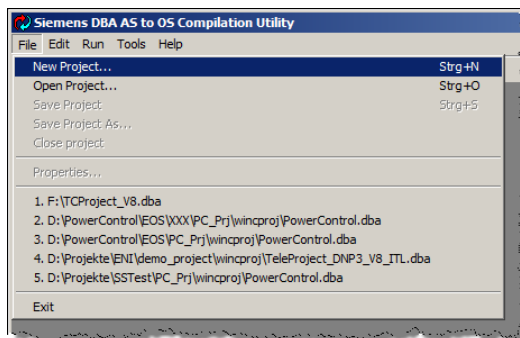 Siemens DBA AS to OS Compilation Utility
File Edit Run Tools Help
New Project... Strg+N
Open Project... Strg+O
Save Project Strg+S
Save Project As...
Close project
Properties...
1. F:\TCProject_V8.dba
2. D:\PowerControl\EOS\XXX\PC_Prj\wincproj\PowerControl.dba
3. D:\PowerControl\EOS\PC_Prj\wincproj\PowerControl.dba
4. D:\Projekte\ENI\demo_project\wincproj\TeleProject_DNP3_V8_ITL.dba
5. D:\Projekte\SSTest\PC_Prj\wincproj\PowerControl.dba
Exit